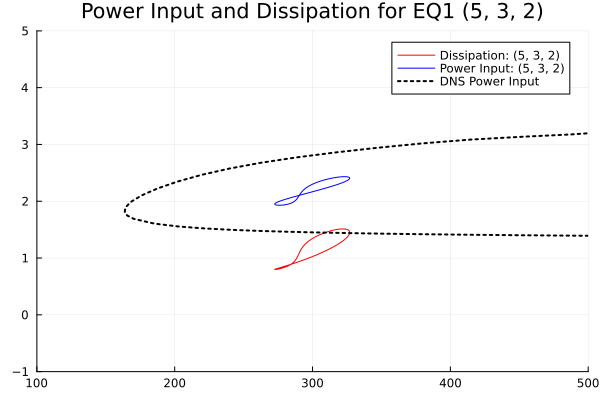 Power Input and Dissipation for EQ1 (5, 3, 2)
Dissipation: (5, 3, 2)
Power Input: (5, 3, 2)
DNS Power Input
5
4
3
2
1
0
−1
100 200 300 400 500